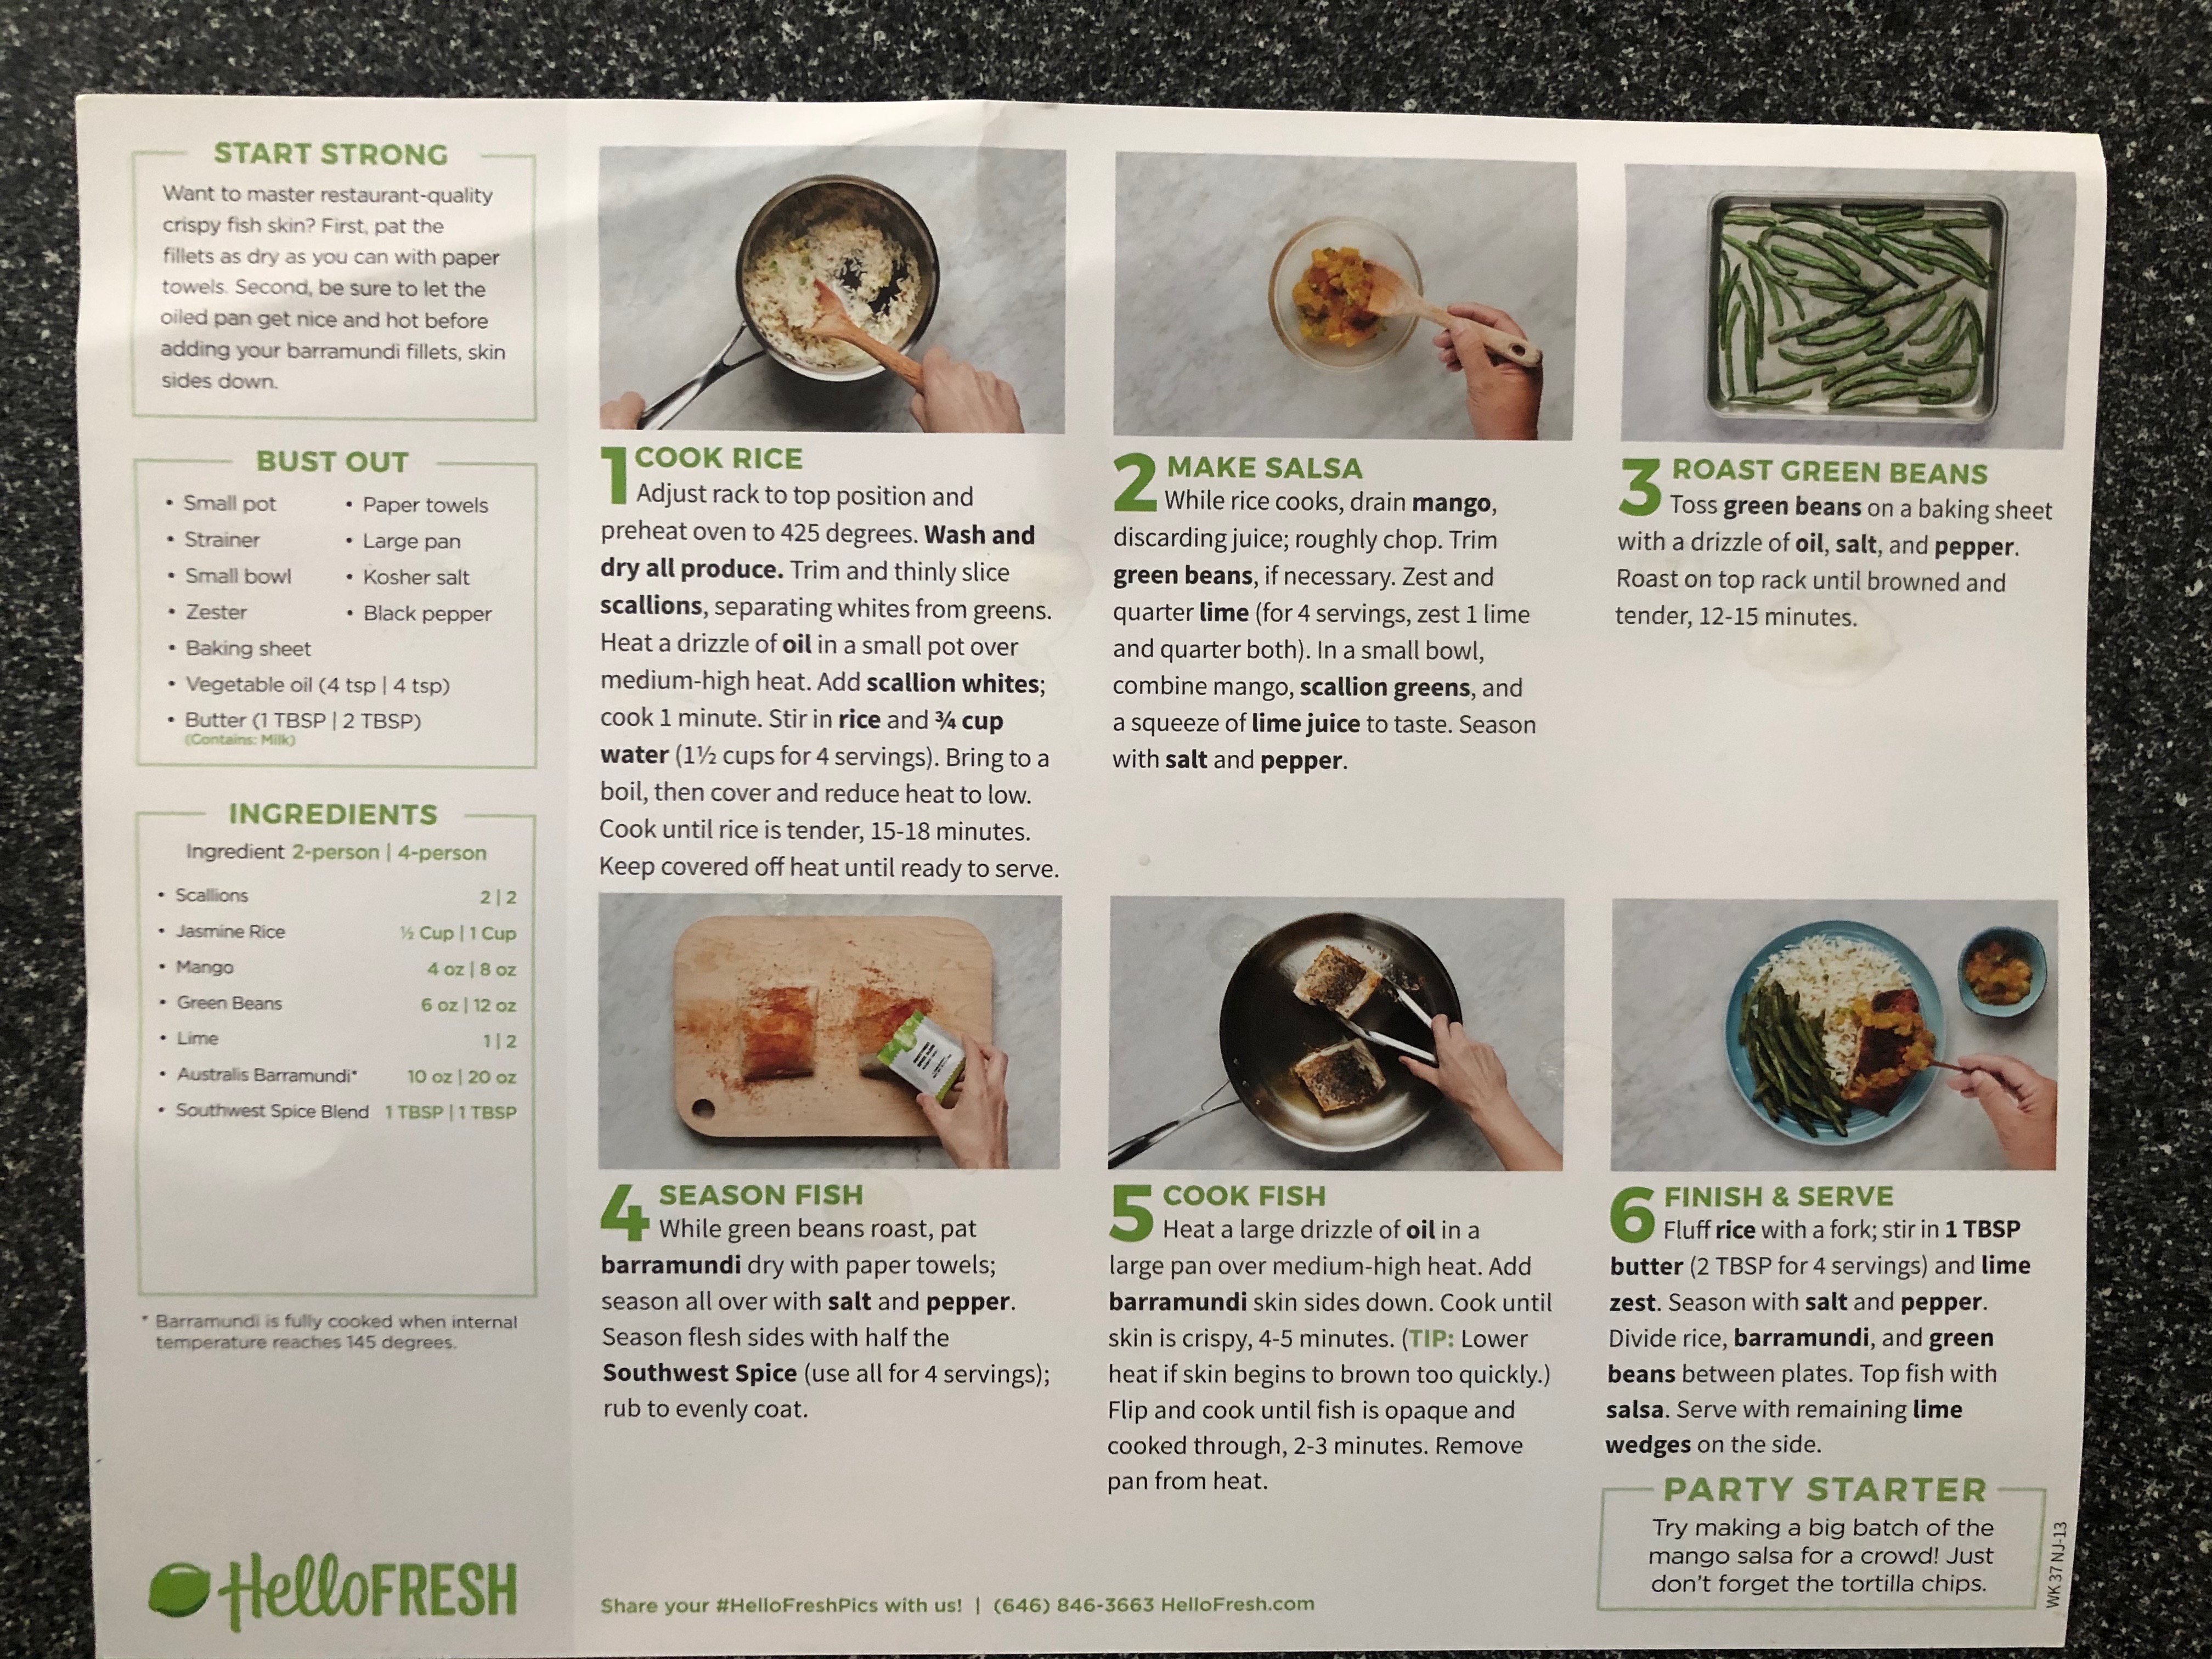 START STRONG
Want to master restaurant-quality
crispy fish skin? First, pat the
fillets as dry as you can with paper
towels. Second, be sure to let the
oiled pan get nice and hot before
adding your barramundi fillets, skin
sides down.
BUST OUT
• Small pot
• Strainer
• Small bowl
• Zester
• Baking sheet
• Vegetable oil (4 tsp | 4 tsp)
• Butter (1 TBSP | 2 TBSP)
(Contains: Milk)
• Paper towels
• Large pan
• Kosher salt
• Black pepper
INGREDIENTS
Ingredient 2-person | 4-person
• Scallions 2 | 2
• Jasmine Rice ½ Cup | 1 Cup
• Mango 4 oz | 8 oz
• Green Beans 6 oz | 12 oz
• Lime 1 | 2
• Australis Barramundi* 10 oz | 20 oz
• Southwest Spice Blend 1 TBSP | 1 TBSP
* Barramundi is fully cooked when internal
temperature reaches 145 degrees.
HelloFRESH
1 COOK RICE
Adjust rack to top position and
preheat oven to 425 degrees. Wash and
dry all produce. Trim and thinly slice
scallions, separating whites from greens.
Heat a drizzle of oil in a small pot over
medium-high heat. Add scallion whites;
cook 1 minute. Stir in rice and ¾ cup
water (1½ cups for 4 servings). Bring to a
boil, then cover and reduce heat to low.
Cook until rice is tender, 15-18 minutes.
Keep covered off heat until ready to serve.
2 MAKE SALSA
While rice cooks, drain mango,
discarding juice; roughly chop. Trim
green beans, if necessary. Zest and
quarter lime (for 4 servings, zest 1 lime
and quarter both). In a small bowl,
combine mango, scallion greens, and
a squeeze of lime juice to taste. Season
with salt and pepper.
3 ROAST GREEN BEANS
Toss green beans on a baking sheet
with a drizzle of oil, salt, and pepper.
Roast on top rack until browned and
tender, 12-15 minutes.
4 SEASON FISH
While green beans roast, pat
barramundi dry with paper towels;
season all over with salt and pepper.
Season flesh sides with half the
Southwest Spice (use all for 4 servings);
rub to evenly coat.
5 COOK FISH
Heat a large drizzle of oil in a
large pan over medium-high heat. Add
barramundi skin sides down. Cook until
skin is crispy, 4-5 minutes. (TIP: Lower
heat if skin begins to brown too quickly.)
Flip and cook until fish is opaque and
cooked through, 2-3 minutes. Remove
pan from heat.
6 FINISH & SERVE
Fluff rice with a fork; stir in 1 TBSP
butter (2 TBSP for 4 servings) and lime
zest. Season with salt and pepper.
Divide rice, barramundi, and green
beans between plates. Top fish with
salsa. Serve with remaining lime
wedges on the side.
PARTY STARTER
Try making a big batch of the
mango salsa for a crowd! Just
don't forget the tortilla chips.
WK 37 NJ-13
Share your #HelloFreshPics with us! | (646) 846-3663 HelloFresh.com